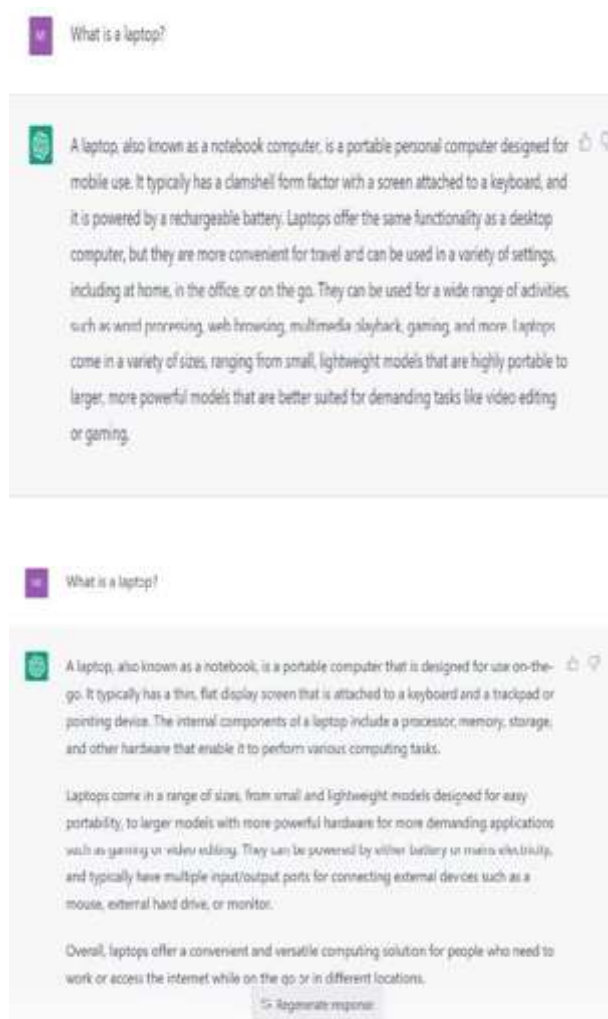 What is a laptop?
A laptop, also known as a notebook computer, is a portable personal computer designed for
mobile use. It typically has a clamshell form factor with a screen attached to a keyboard, and
it is powered by a rechargeable battery. Laptops offer the same functionality as a desktop
computer, but they are more convenient for travel and can be used in a variety of settings,
including at home, in the office, or on the go. They can be used for a wide range of activities,
such as word processing, web browsing, multimedia playback, gaming, and more. Laptops
come in a variety of sizes, ranging from small, lightweight models that are highly portable to
larger, more powerful models that are better suited for demanding tasks like video editing
or gaming.
What is a laptop?
A laptop, also known as a notebook, is a portable computer that is designed for use on-the-
go. It typically has a thin, flat display screen that is attached to a keyboard and a trackpad or
pointing device. The internal components of a laptop include a processor, memory, storage,
and other hardware that enable it to perform various computing tasks.
Laptops come in a range of sizes, from small and lightweight models designed for easy
portability, to larger models with more powerful hardware for more demanding applications
such as gaming or video editing. They can be powered by either battery or mains electricity,
and typically have multiple input/output ports for connecting external devices such as a
mouse, external hard drive, or monitor.
Overall, laptops offer a convenient and versatile computing solution for people who need to
work or access the internet while on the go or in different locations.
Regenerate response